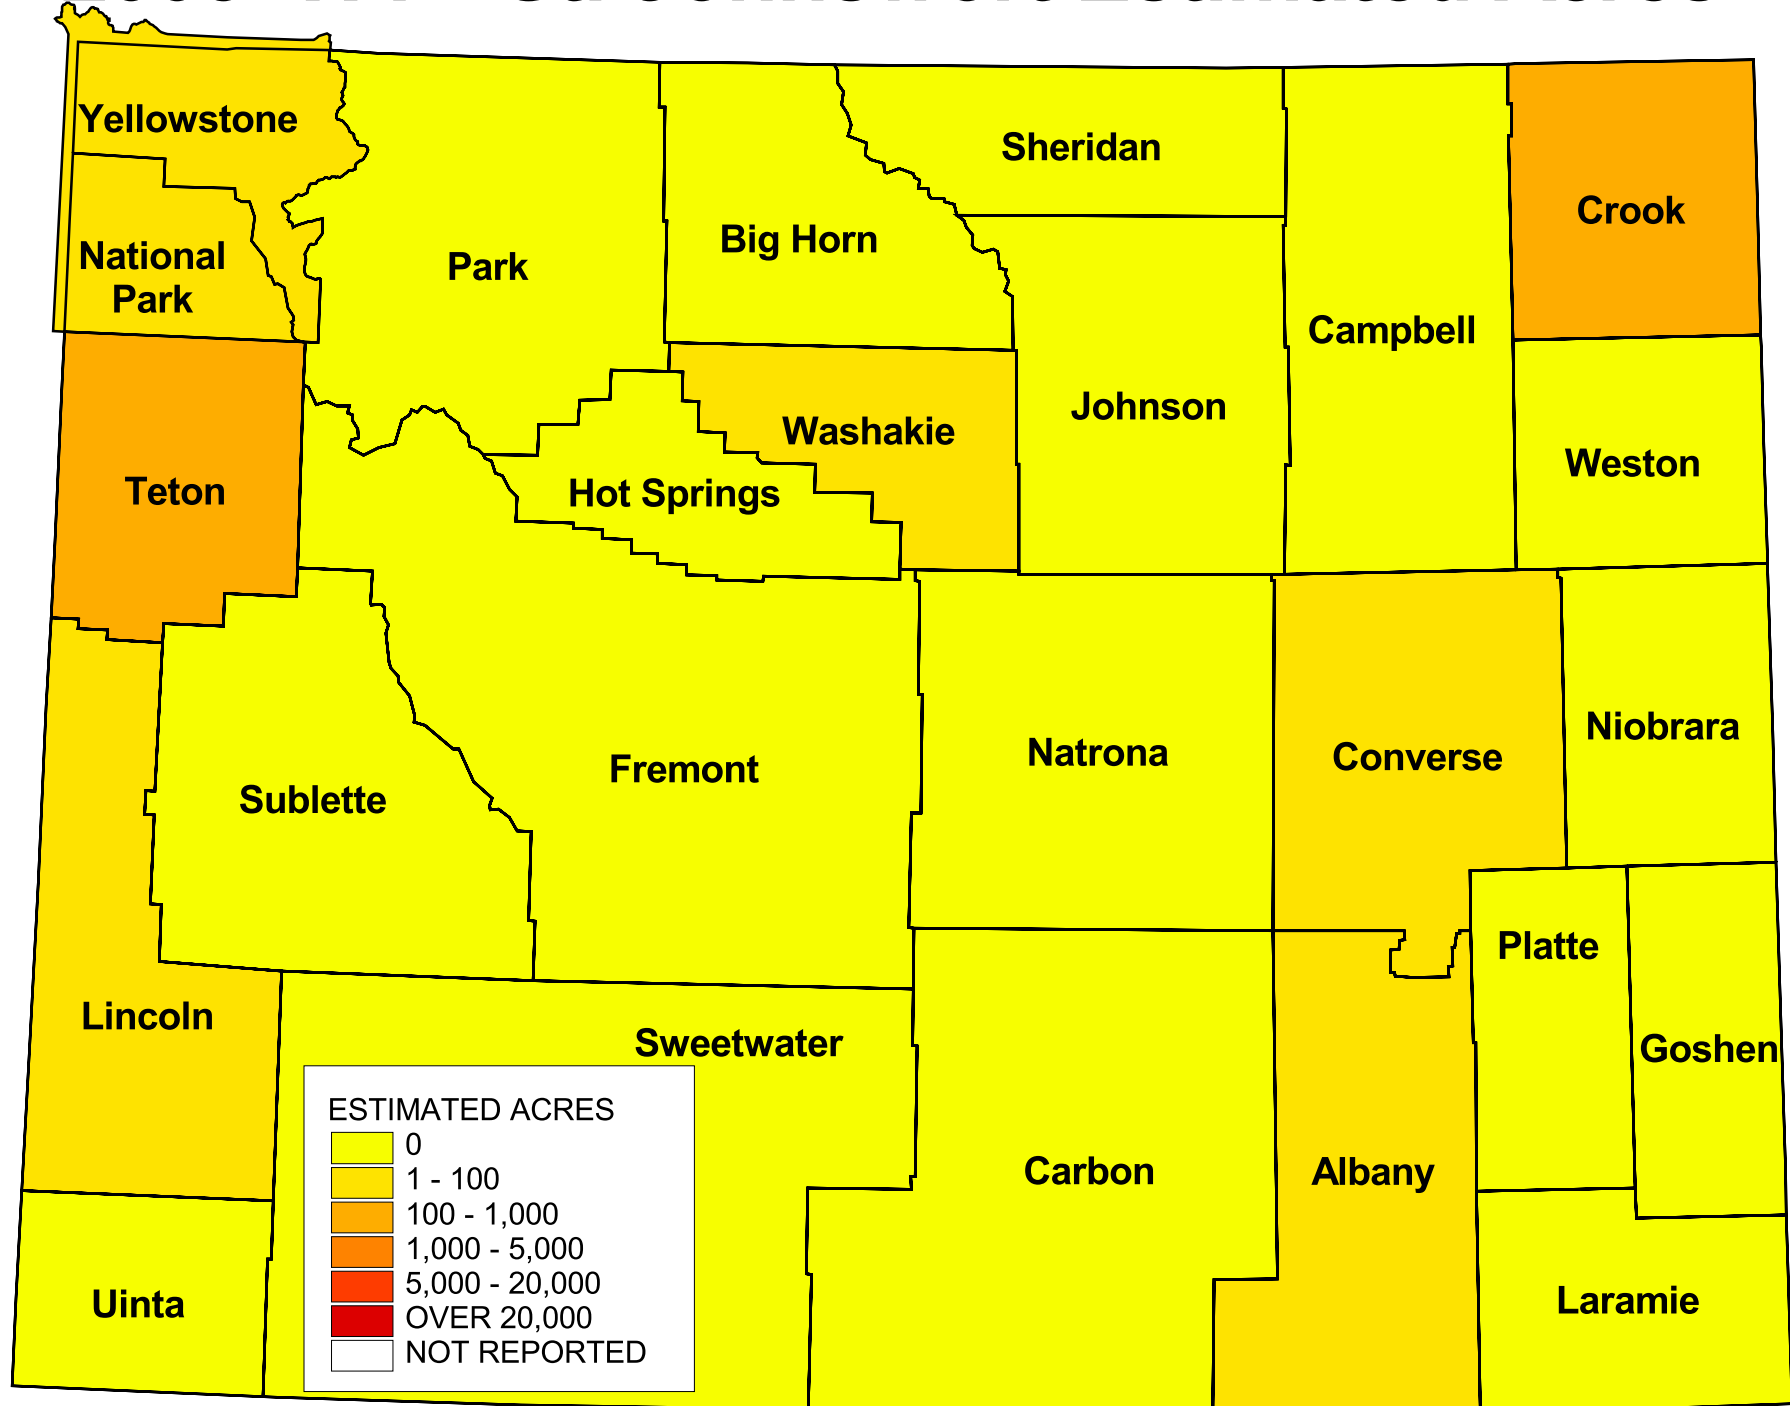 Yellowstone
Sheridan
Crook
Big Horn
National
Park
Park
Campbell
Johnson
Washakie
Weston
Teton
Hot Springs
Niobrara
Natrona
Converse
Fremont
Sublette
Platte
Lincoln
Sweetwater
Goshen
Carbon
Albany
Uinta
Laramie
ESTIMATED ACRES
0
1 - 100
100 - 1,000
1,000 - 5,000
5,000 - 20,000
OVER 20,000
NOT REPORTED